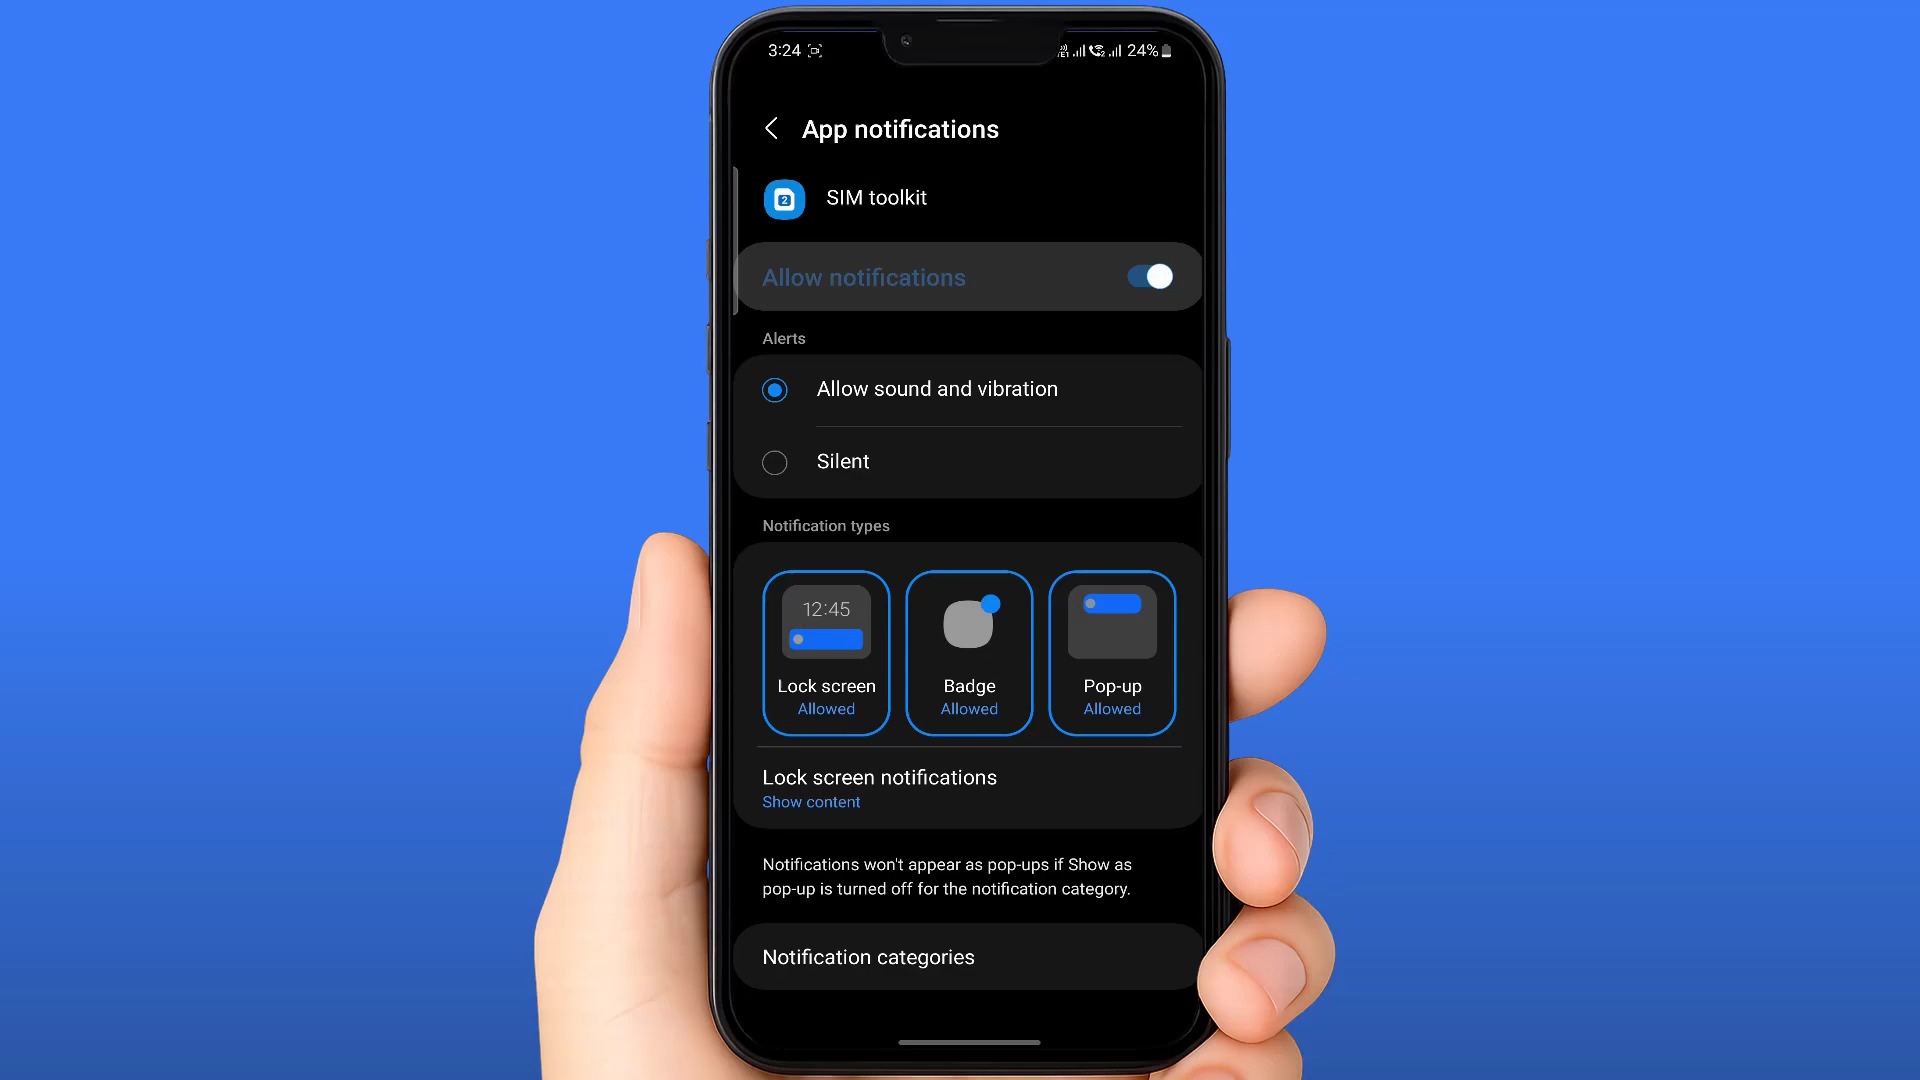 3:24
24%
App notifications
2
SIM toolkit
Allow notifications
Alerts
Allow sound and vibration
Silent
Notification types
12:45
Lock screen
Allowed
Badge
Allowed
Pop-up
Allowed
Lock screen notifications
Show content
Notifications won't appear as pop-ups if Show as
pop-up is turned off for the notification category.
Notification categories